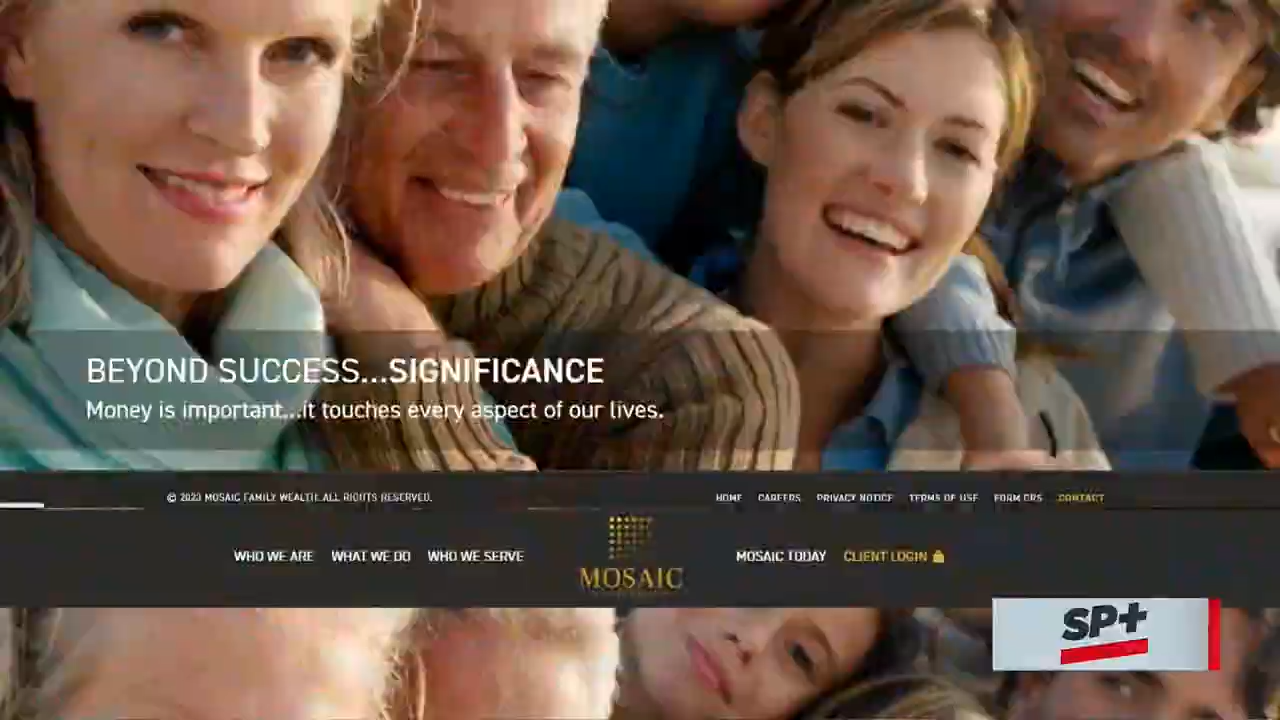 BEYOND SUCCESS...SIGNIFICANCE
Money is important...it touches every aspect of our lives.
© 2023 MOSAIC FAMILY WEALTH. ALL RIGHTS RESERVED.
HOME CAREERS PRIVACY NOTICE TERMS OF USE FORM CRS CONTACT
WHO WE ARE WHAT WE DO WHO WE SERVE
MOSAIC
MOSAIC TODAY CLIENT LOGIN
SP+